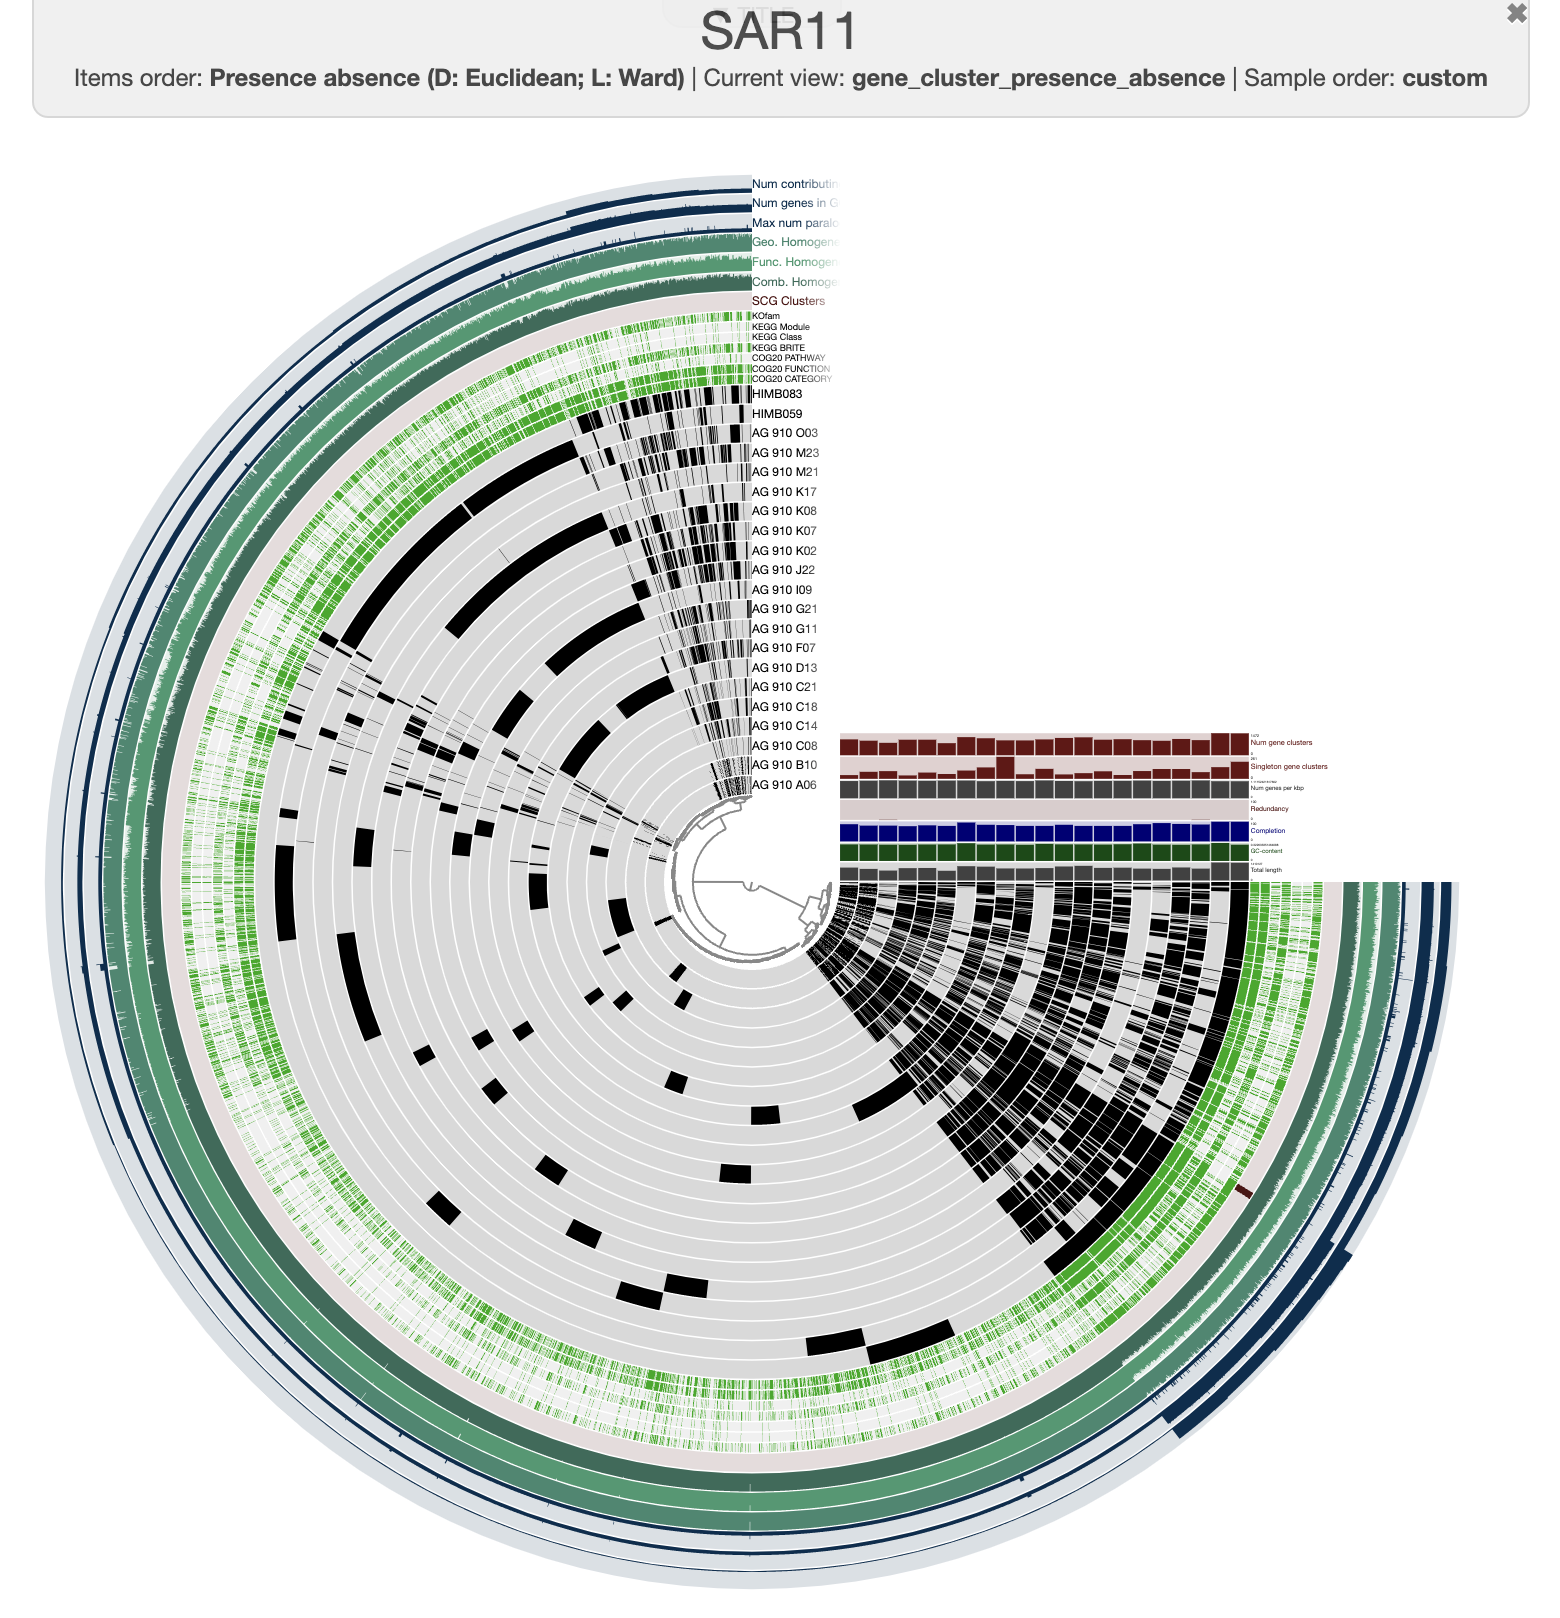 SAR11
Items order: Presence absence (D: Euclidean; L: Ward) | Current view: gene_cluster_presence_absence | Sample order: custom
Num contributin
Num genes in G
Max num paralo
Geo. Homogene
Func. Homogen
Comb. Homoge
SCG Clusters
KOfam
KEGG Module
KEGG Class
KEGG BRITE
COG20 PATHWAY
COG20 FUNCTION
COG20 CATEGORY
HIMB083
HIMB059
AG 910 O03
AG 910 M23
AG 910 M21
AG 910 K17
AG 910 K08
AG 910 K07
AG 910 K02
AG 910 J22
AG 910 I09
AG 910 G21
AG 910 G11
AG 910 F07
AG 910 D13
AG 910 C21
AG 910 C18
AG 910 C14
AG 910 C08
AG 910 B10
AG 910 A06
Num gene clusters
Singleton gene clusters
Num genes per kbp
Redundancy
Completion
GC-content
Total length